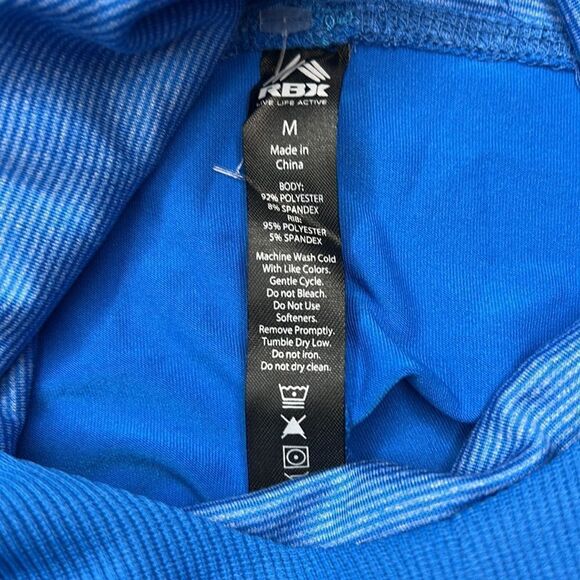 RBX
LIVE LIFE ACTIVE
M
Made in
China
BODY:
92% POLYESTER
8% SPANDEX
RIB:
95% POLYESTER
5% SPANDEX
Machine Wash Cold
With Like Colors.
Gentle Cycle.
Do not Bleach.
Do Not Use
Softeners.
Remove Promptly.
Tumble Dry Low.
Do not iron.
Do not dry clean.